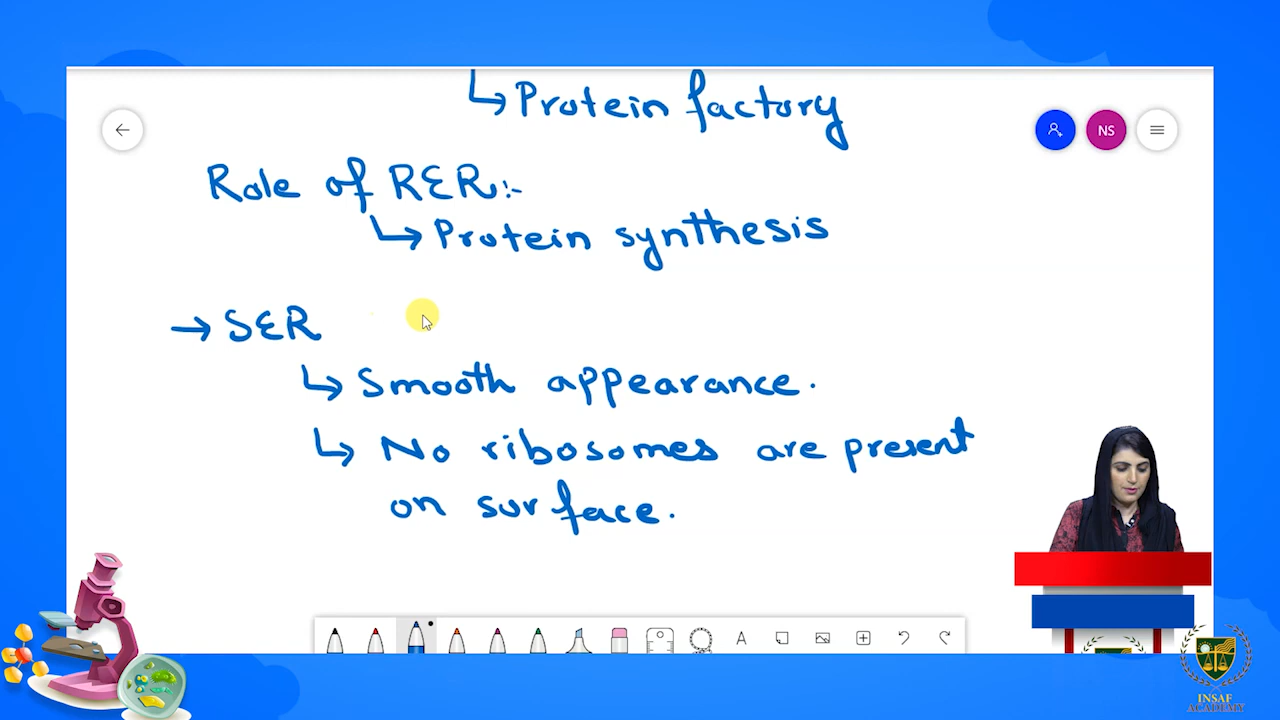 ↳ Protein factory
NS
Role of RER:-
↳ Protein synthesis
→ SER
↳ Smooth appearance.
↳ No ribosomes are present
on surface.
A
INSAF
ACADEMY